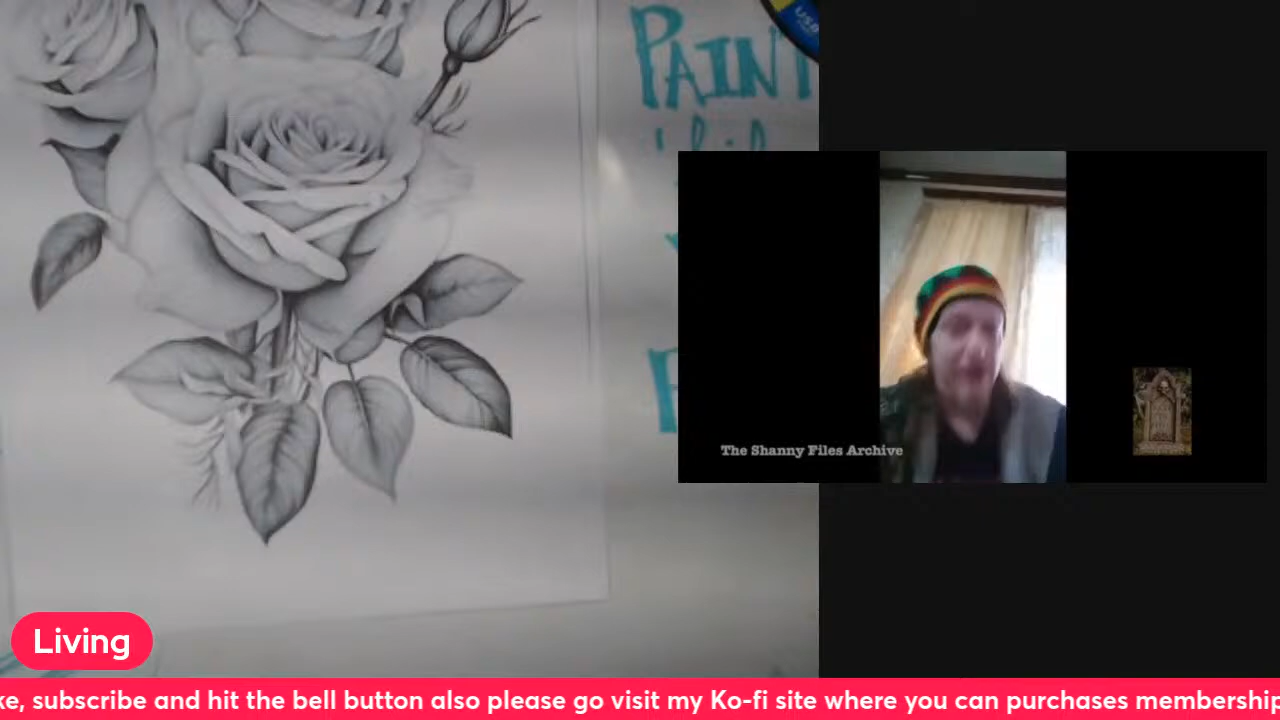 USB
PAINT
The Shanny Files Archive
Living
ke, subscribe and hit the bell button also please go visit my Ko-fi site where you can purchases membership